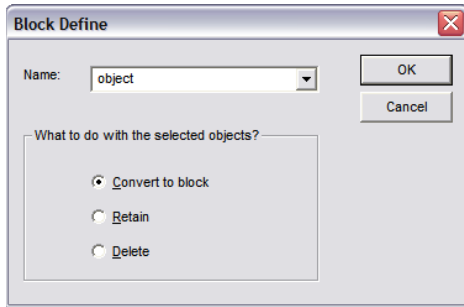 Block Define
Name:
object
OK
Cancel
What to do with the selected objects?
Convert to block
Retain
Delete